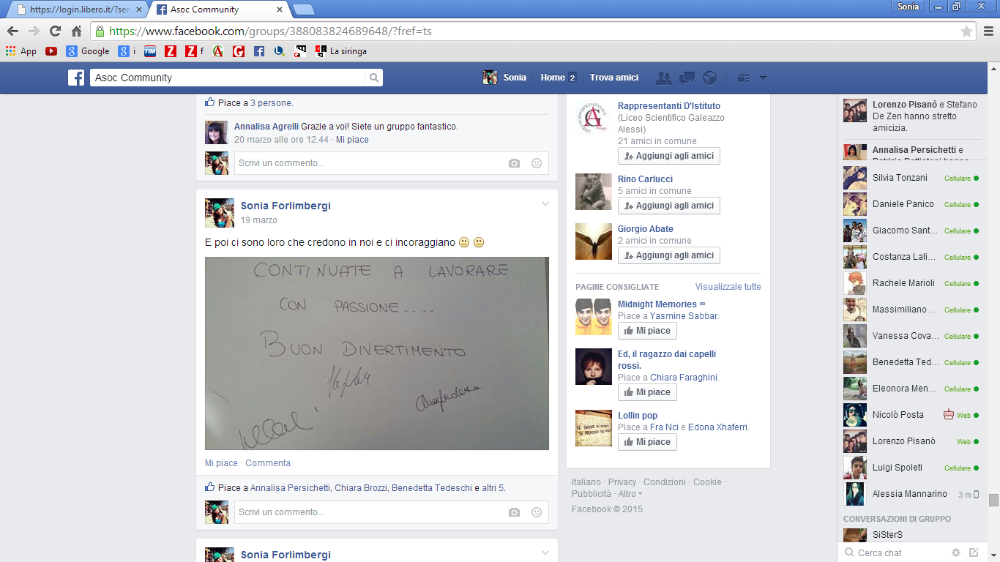 https://login.libero.it/?ser
Asoc Community
Sonia
https://www.facebook.com/groups/388083824689648/?fref=ts
App
Google
i
TIM
Z
Z f
La siringa
Asoc Community
Sonia
Home 2
Trova amici
Piace a 3 persone.
Annalisa Agrelli Grazie a voi! Siete un gruppo fantastico.
20 marzo alle ore 12.44 · Mi piace
Scrivi un commento...
Sonia Forlimbergi
19 marzo
E poi ci sono loro che credono in noi e ci incoraggiano
CONTINUATE A LAVORARE
CON PASSIONE....
BUON DIVERTIMENTO
Mi piace · Commenta
Piace a Annalisa Persichetti, Chiara Brozzi, Benedetta Tedeschi e altri 5.
Scrivi un commento...
Sonia Forlimbergi
Rappresentanti D'Istituto
(Liceo Scientifico Galeazzo
Alessi)
21 amici in comune
Aggiungi agli amici
Rino Carlucci
5 amici in comune
Aggiungi agli amici
Giorgio Abate
2 amici in comune
Aggiungi agli amici
PAGINE CONSIGLIATE
Visualizzale tutte
Midnight Memories ∞
Piace a Yasmine Sabbar.
Mi piace
Ed, il ragazzo dai capelli
rossi.
Piace a Chiara Faraghini.
Mi piace
Lollin pop
Piace a Fra Nci e Edona Xhaferri.
Mi piace
Italiano · Privacy · Condizioni · Cookie ·
Pubblicità · Altro
Facebook © 2015
Lorenzo Pisanò e Stefano
De Zen hanno stretto
amicizia.
Annalisa Persichetti e
Silvia Tonzani Cellulare
Daniele Panico Cellulare
Giacomo Sant... Cellulare
Costanza Lali... Cellulare
Rachele Marioli Cellulare
Massimiliano ... Cellulare
Vanessa Cova... Cellulare
Benedetta Ted... Cellulare
Eleonora Men... Cellulare
Nicolò Posta Web
Lorenzo Pisanò Web
Luigi Spoleti Cellulare
Alessia Mannarino 3 m
CONVERSAZIONI DI GRUPPO
SiSterS
Cerca chat